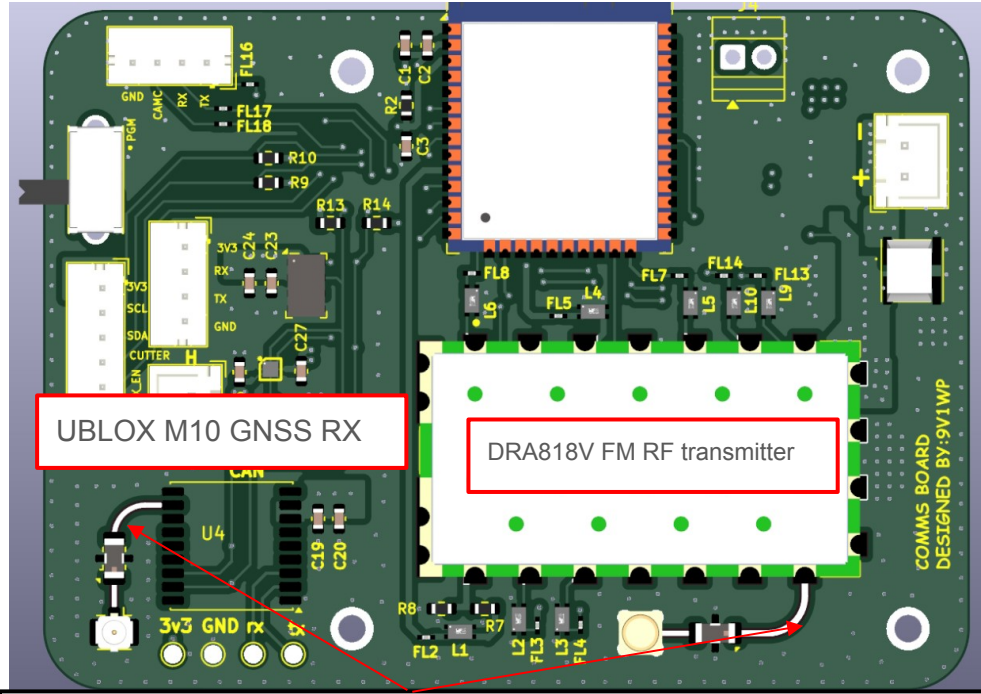 J4
FL16
C1
C2
GND
CAMC
RX
TX
R2
FL17
FL18
PGM
C3
R10
R9
R13
R14
-
+
C24
C23
3V3
RX
TX
GND
3V3
SCL
SDA
CUTTER
H
C27
FL8
L6
FL5
L4
FL7
L5
FL14
L10
FL13
L9
UBLOX M10 GNSS RX
DRA818V FM RF transmitter
CAN
U4
C19
C20
COMMS BOARD
DESIGNED BY:9V1WP
3v3 GND rx tx
R8
R7
FL2
L1
L2
FL3
L3
FL4